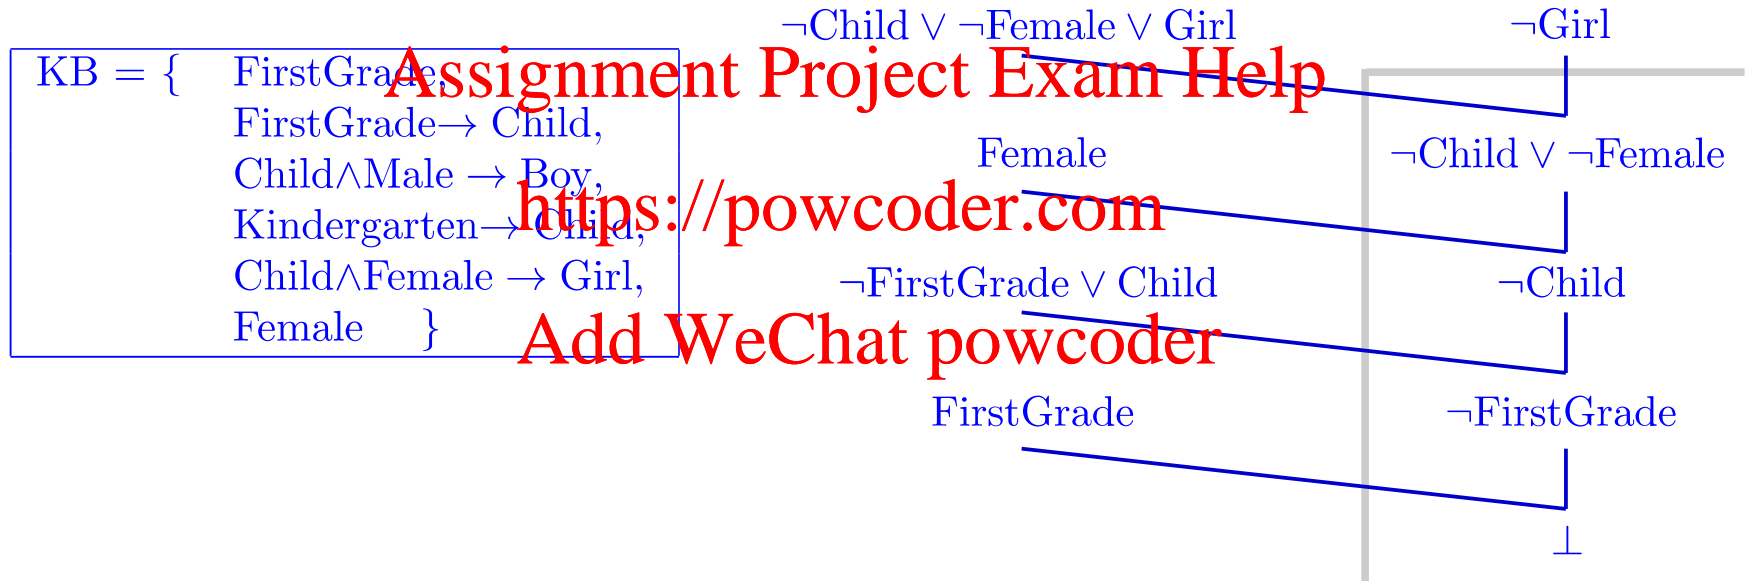 KB = { FirstGrade,
FirstGrade→ Child,
Child∧Male → Boy,
Kindergarten→ Child,
Child∧Female → Girl,
Female }
¬Child ∨ ¬Female ∨ Girl
¬Girl
Female
¬Child ∨ ¬Female
¬FirstGrade ∨ Child
¬Child
FirstGrade
¬FirstGrade
⊥
Assignment Project Exam Help
https://powcoder.com
Add WeChat powcoder